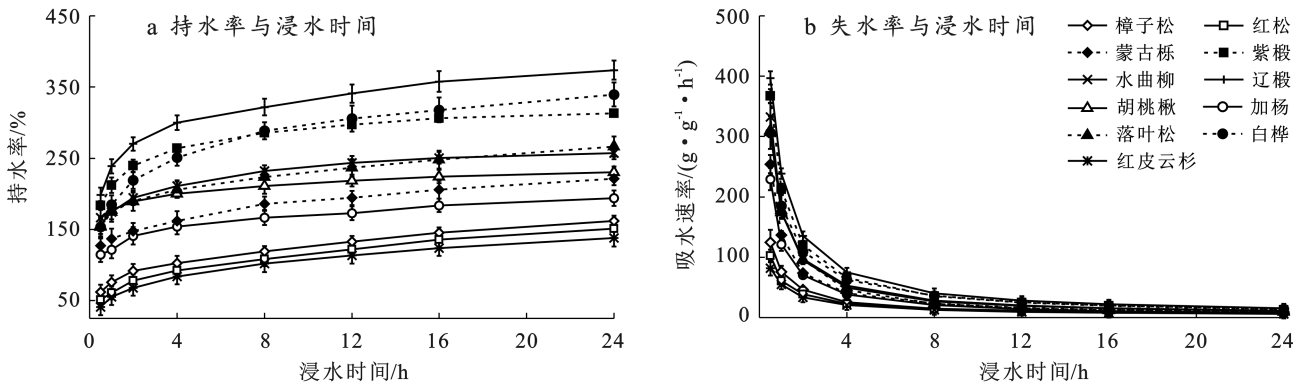 a 持水率与浸水时间
持水率/%
450
350
250
150
50
0 4 8 12 16 20 24
浸水时间/h
b 失水率与浸水时间
吸水速率/(g·g⁻¹·h⁻¹)
500
400
300
200
100
0
4 8 12 16 20 24
浸水时间/h
樟子松 红松
蒙古栎 紫椴
水曲柳 辽椴
胡桃楸 加杨
落叶松 白桦
红皮云杉